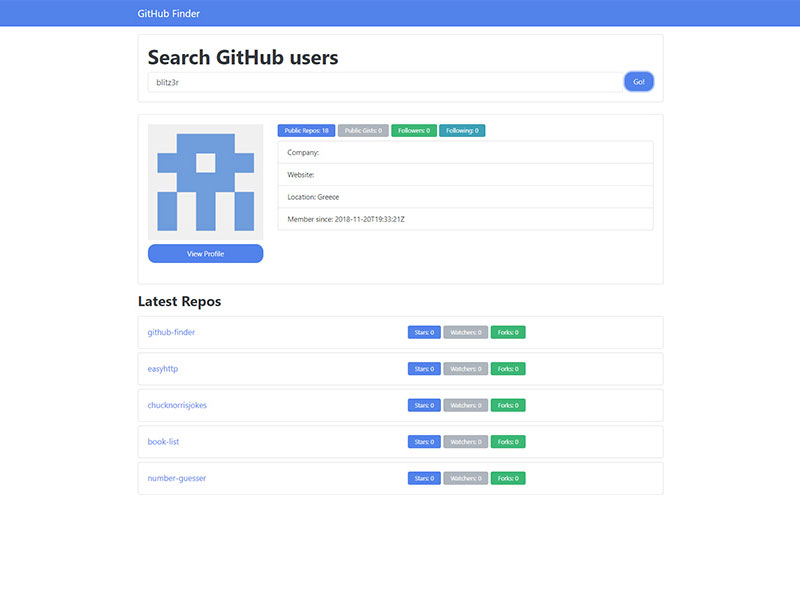 GitHub Finder
Search GitHub users
blitz3r
Go!
Public Repos: 18 Public Gists: 0 Followers: 0 Following: 0
Company:
Website:
Location: Greece
Member since: 2018-11-20T19:33:21Z
View Profile
Latest Repos
github-finder Stars: 0 Watchers: 0 Forks: 0
easyhttp Stars: 0 Watchers: 0 Forks: 0
chucknorrisjokes Stars: 0 Watchers: 0 Forks: 0
book-list Stars: 0 Watchers: 0 Forks: 0
number-guesser Stars: 0 Watchers: 0 Forks: 0